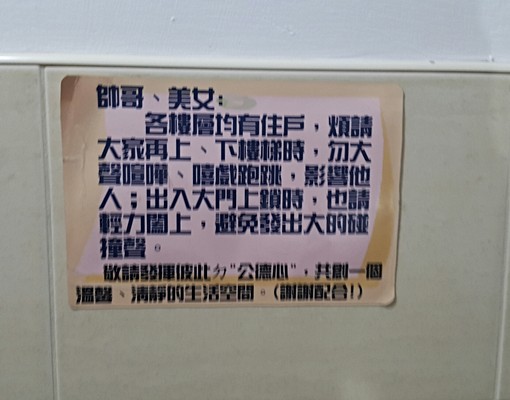 帥哥、美女:
各樓層均有住戶，煩請
大家再上、下樓梯時，勿大
聲喧嘩、嘻戲跑跳，影響他
人；出入大門上鎖時，也請
輕力闔上，避免發出大的碰
撞聲。
敬請發揮彼此ㄉ"公德心"，共創一個
溫馨、清靜的生活空間。(謝謝配合!)